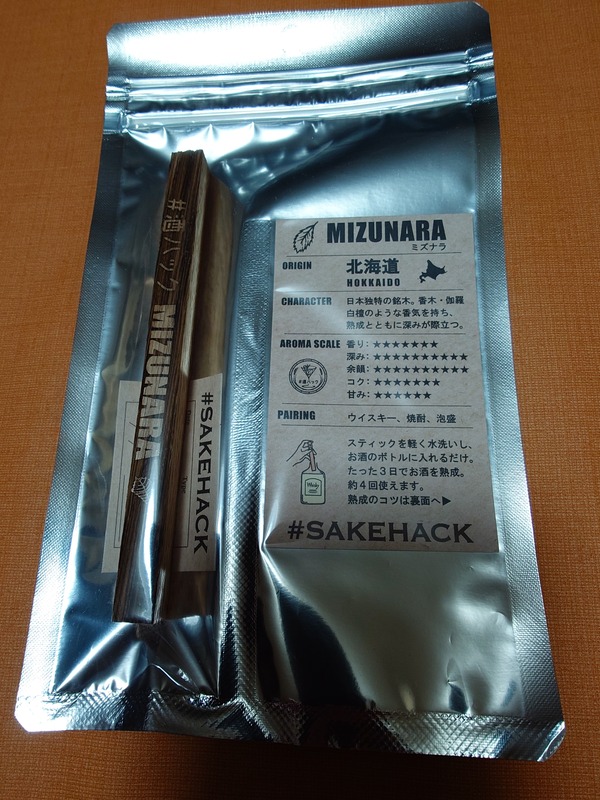 #酒ハック MIZUNARA
#SAKEHACK
MIZUNARA
ミズナラ
ORIGIN
北海道
HOKKAIDO
CHARACTER
日本独特の銘木。香木・伽羅
白檀のような香気を持ち、
熟成とともに深みが際立つ。
AROMA SCALE
香り：★★★★★★★
深み：★★★★★★★★★★
余韻：★★★★★★★★★★
コク：★★★★★★★
甘み：★★★★★★
#酒ハック
PAIRING
ウイスキー、焼酎、泡盛
スティックを軽く水洗いし、
お酒のボトルに入れるだけ。
たった３日でお酒を熟成。
約４回使えます。
熟成のコツは裏面へ▶
Whisky
#SAKEHACK